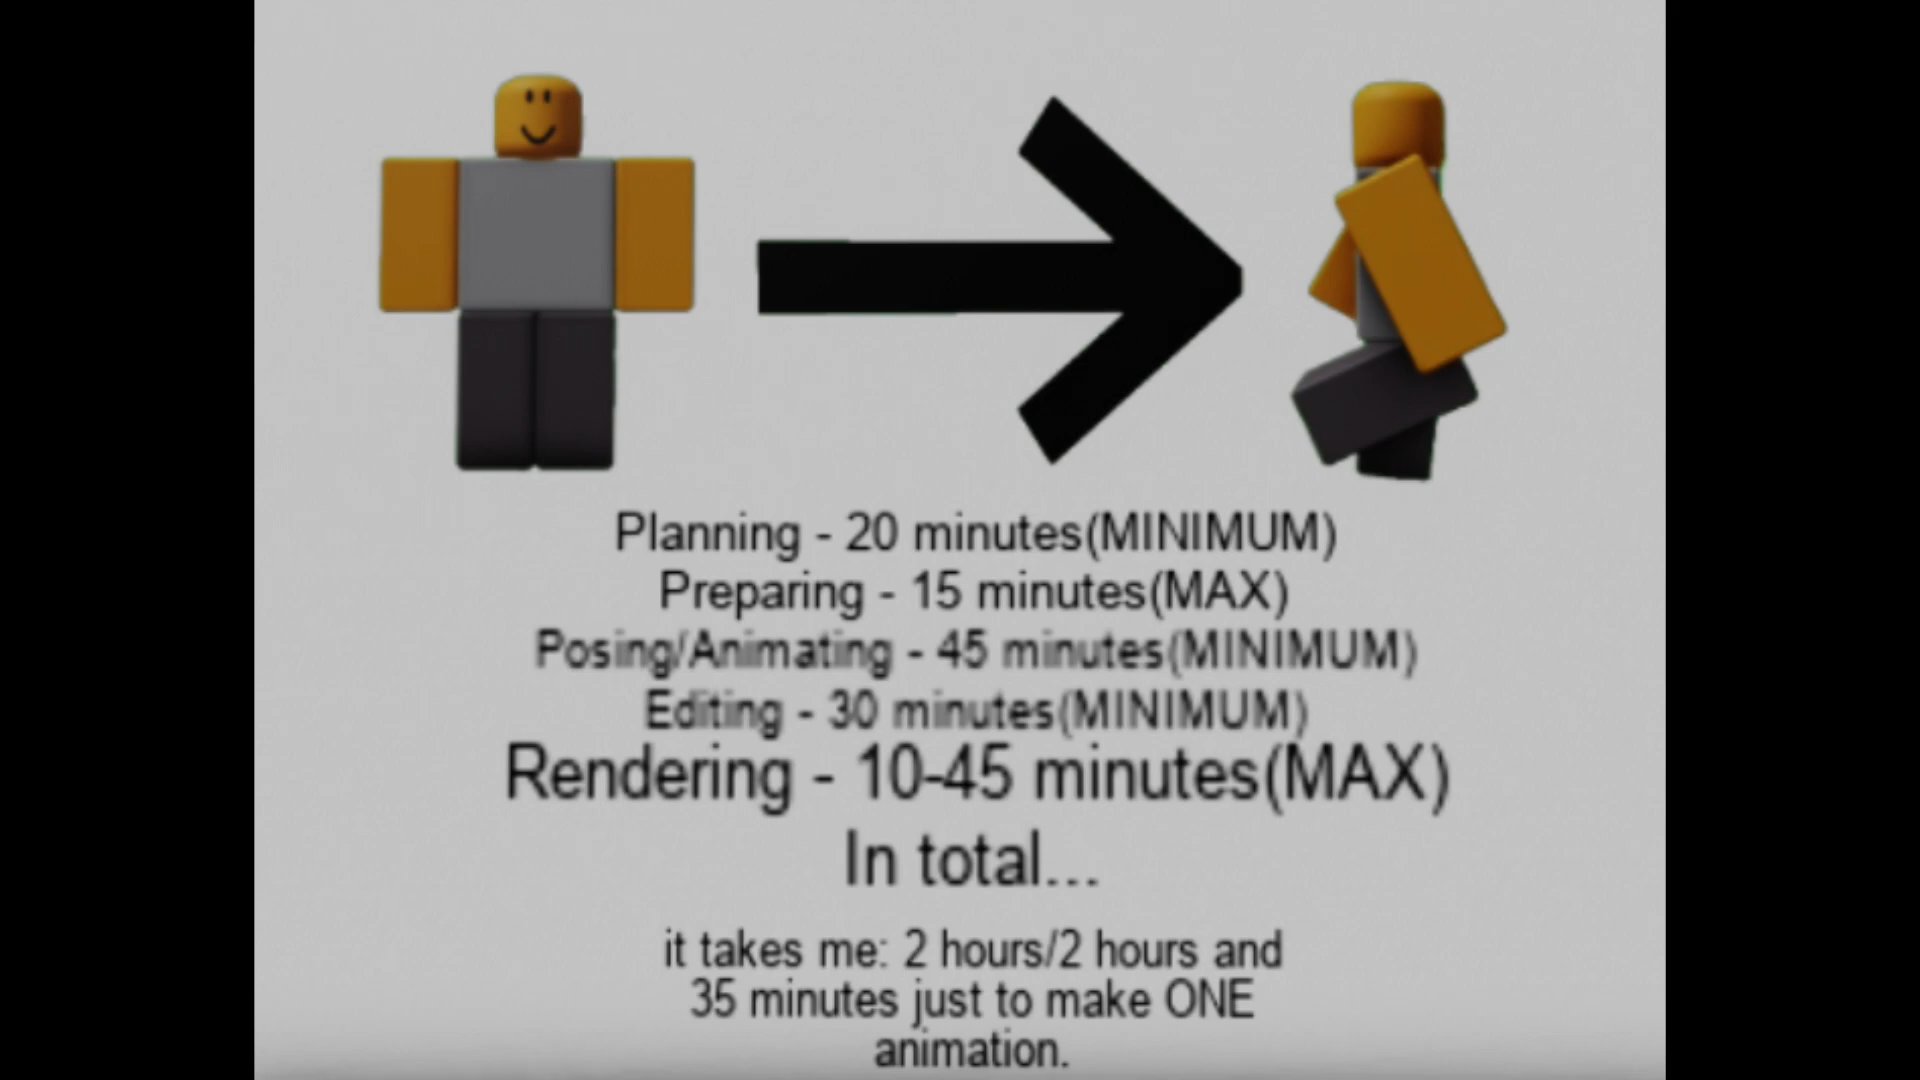 Planning - 20 minutes(MINIMUM)
Preparing - 15 minutes(MAX)
Posing/Animating - 45 minutes(MINIMUM)
Editing - 30 minutes(MINIMUM)
Rendering - 10-45 minutes(MAX)
In total...
it takes me: 2 hours/2 hours and
35 minutes just to make ONE
animation.